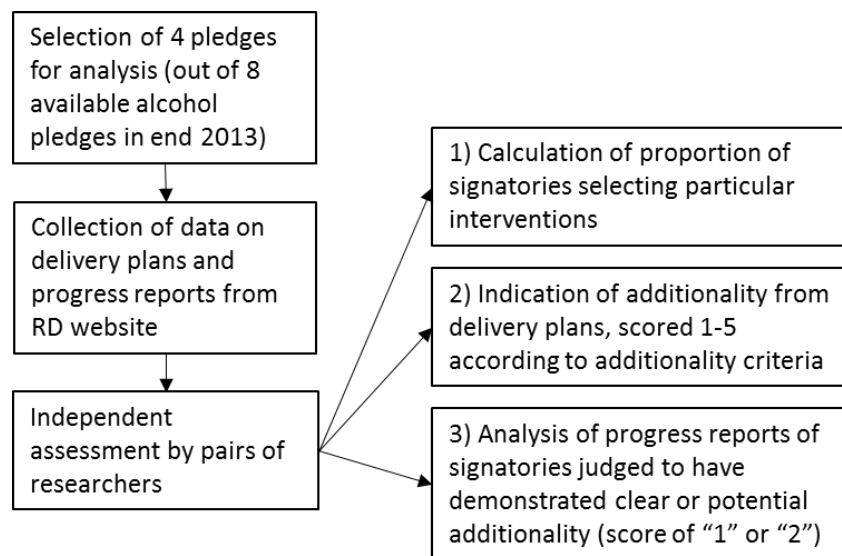 Selection of 4 pledges
for analysis (out of 8
available alcohol
pledges in end 2013)
Collection of data on
delivery plans and
progress reports from
RD website
Independent
assessment by pairs of
researchers
1) Calculation of proportion of
signatories selecting particular
interventions
2) Indication of additionality from
delivery plans, scored 1-5
according to additionality criteria
3) Analysis of progress reports of
signatories judged to have
demonstrated clear or potential
additionality (score of “1” or “2”)